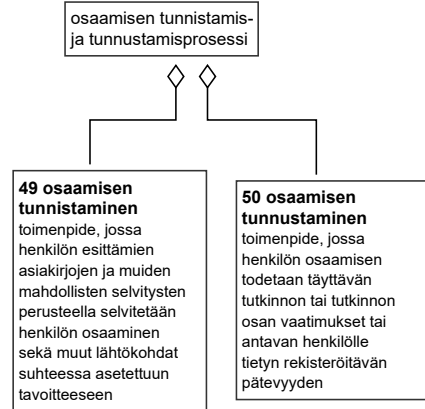 osaamisen tunnistamis-
ja tunnustamisprosessi
49 osaamisen
tunnistaminen
toimenpide, jossa
henkilön esittämien
asiakirjojen ja muiden
mahdollisten selvitysten
perusteella selvitetään
henkilön osaaminen
sekä muut lähtökohdat
suhteessa asetettuun
tavoitteeseen
50 osaamisen
tunnustaminen
toimenpide, jossa
henkilön osaamisen
todetaan täyttävän
tutkinnon tai tutkinnon
osan vaatimukset tai
antavan henkilölle
tietyn rekisteröitävän
pätevyyden